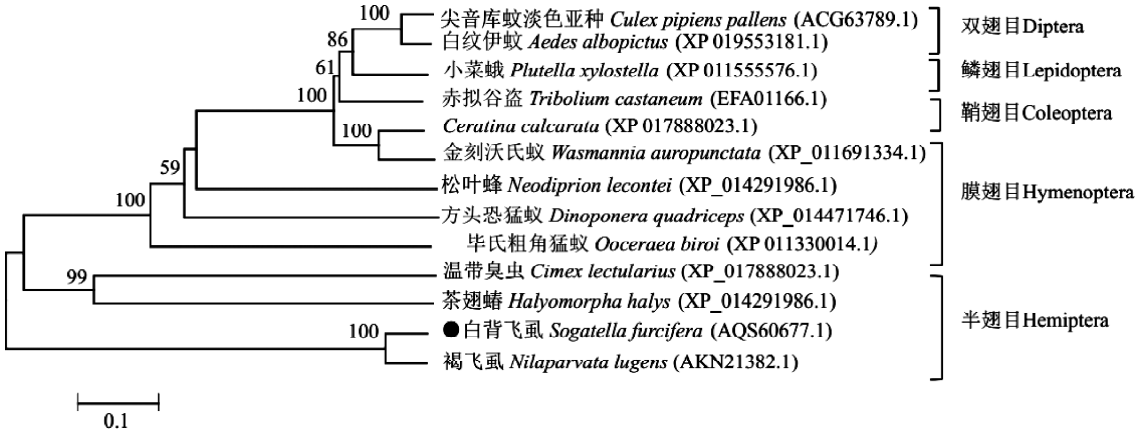 100
尖音库蚊淡色亚种 Culex pipiens pallens (ACG63789.1)
双翅目Diptera
86
白纹伊蚊 Aedes albopictus (XP 019553181.1)
61
小菜蛾 Plutella xylostella (XP 011555576.1)
鳞翅目Lepidoptera
100
赤拟谷盗 Tribolium castaneum (EFA01166.1)
鞘翅目Coleoptera
100
Ceratina calcarata (XP 017888023.1)
金刻沃氏蚁 Wasmannia auropunctata (XP_011691334.1)
59
松叶蜂 Neodiprion lecontei (XP_014291986.1)
膜翅目Hymenoptera
100
方头恐猛蚁 Dinoponera quadriceps (XP_014471746.1)
毕氏粗角猛蚁 Ooceraea biroi (XP 011330014.1)
99
温带臭虫 Cimex lectularius (XP_017888023.1)
茶翅蝽 Halyomorpha halys (XP_014291986.1)
半翅目Hemiptera
100
白背飞虱 Sogatella furcifera (AQS60677.1)
褐飞虱 Nilaparvata lugens (AKN21382.1)
0.1